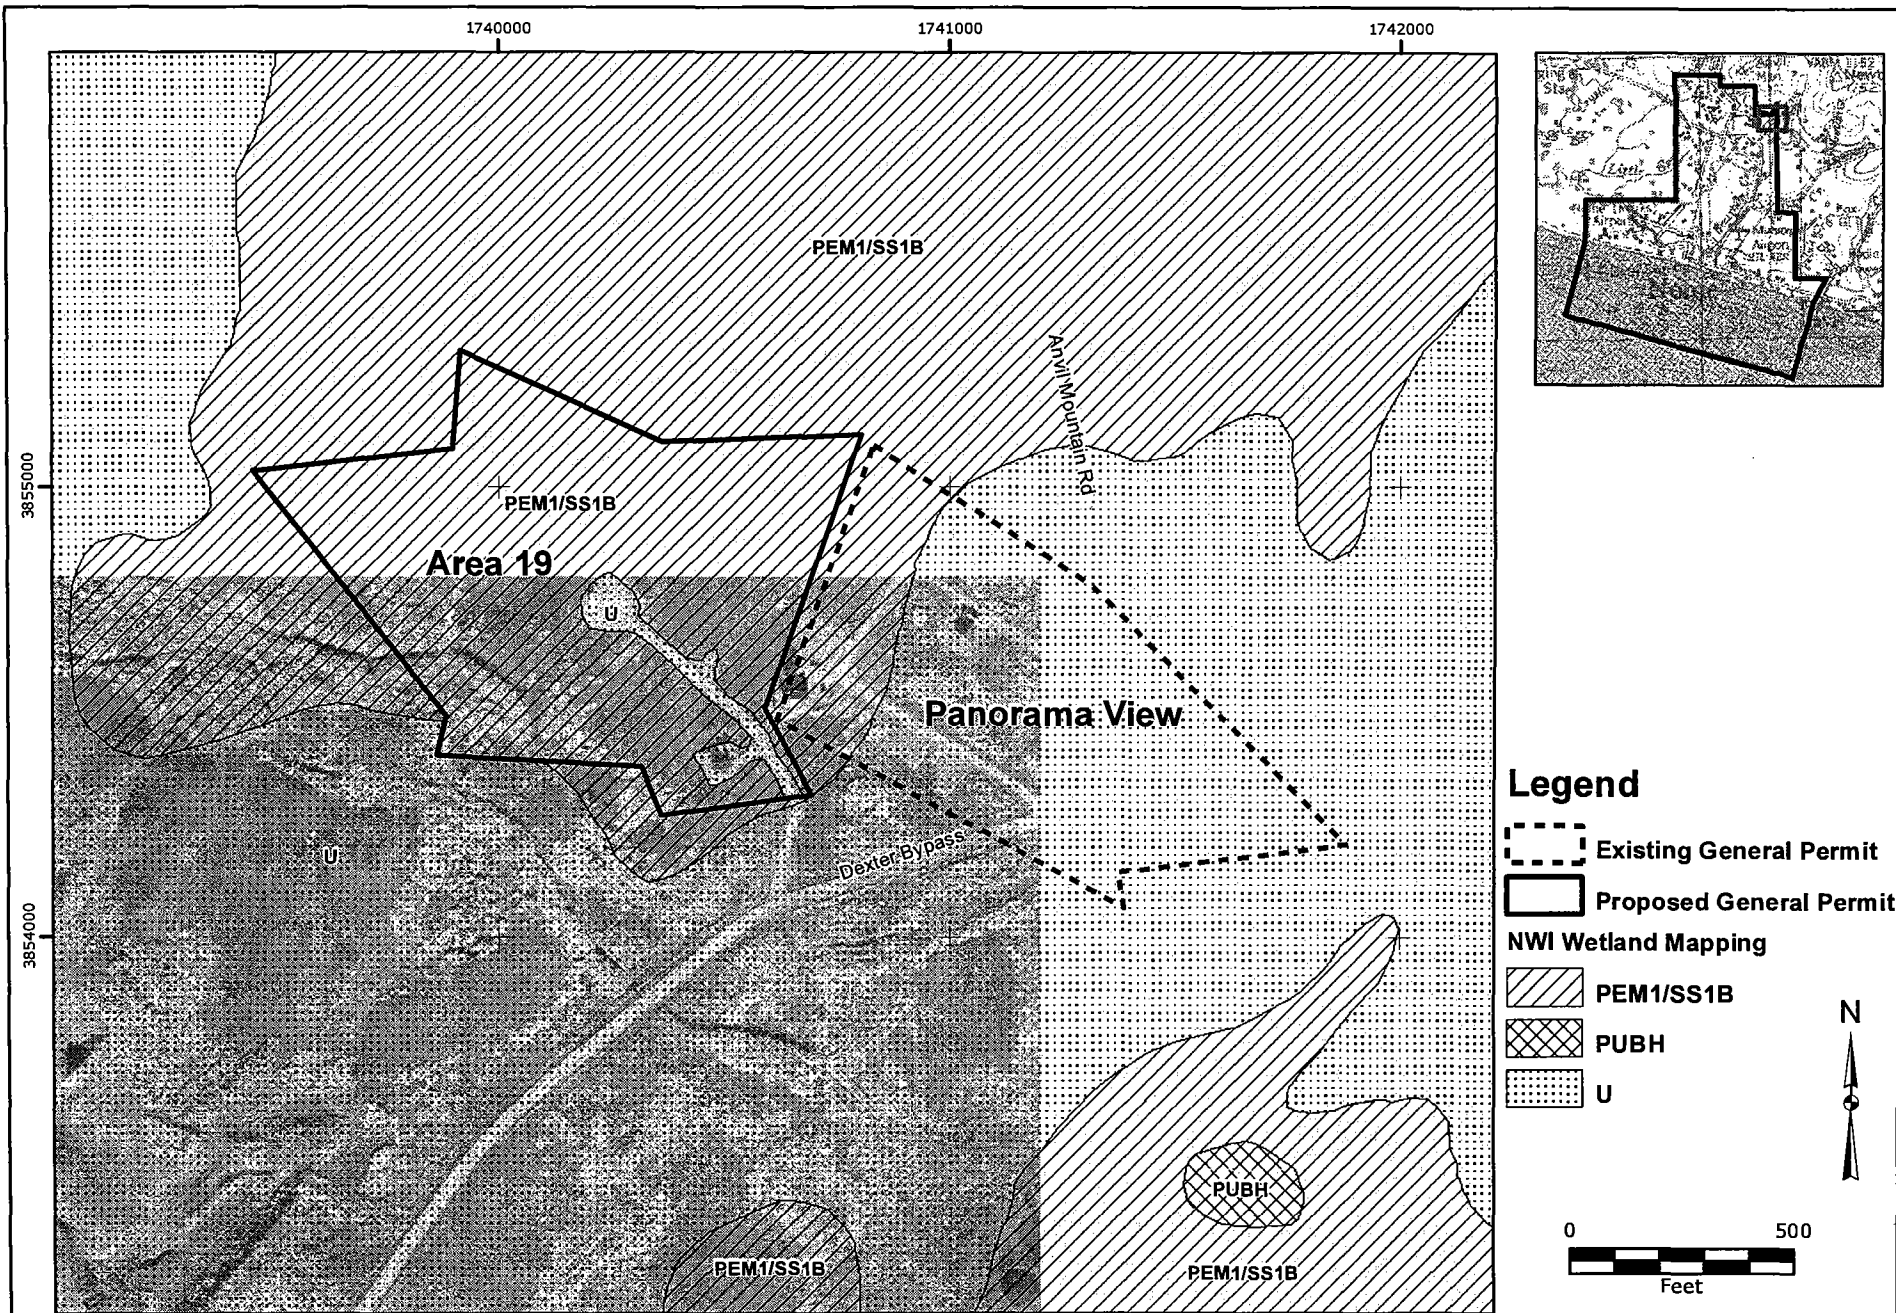 1740000
1741000
1742000
3855000
3854000
PEM1/SS1B
Anvil Mountain Rd
PEM1/SS1B
Area 19
U
Panorama View
Dexter Bypass
U
PUBH
PEM1/SS1B
PEM1/SS1B
Legend
Existing General Permit
Proposed General Permit
NWI Wetland Mapping
PEM1/SS1B
PUBH
U
N
0
500
Feet